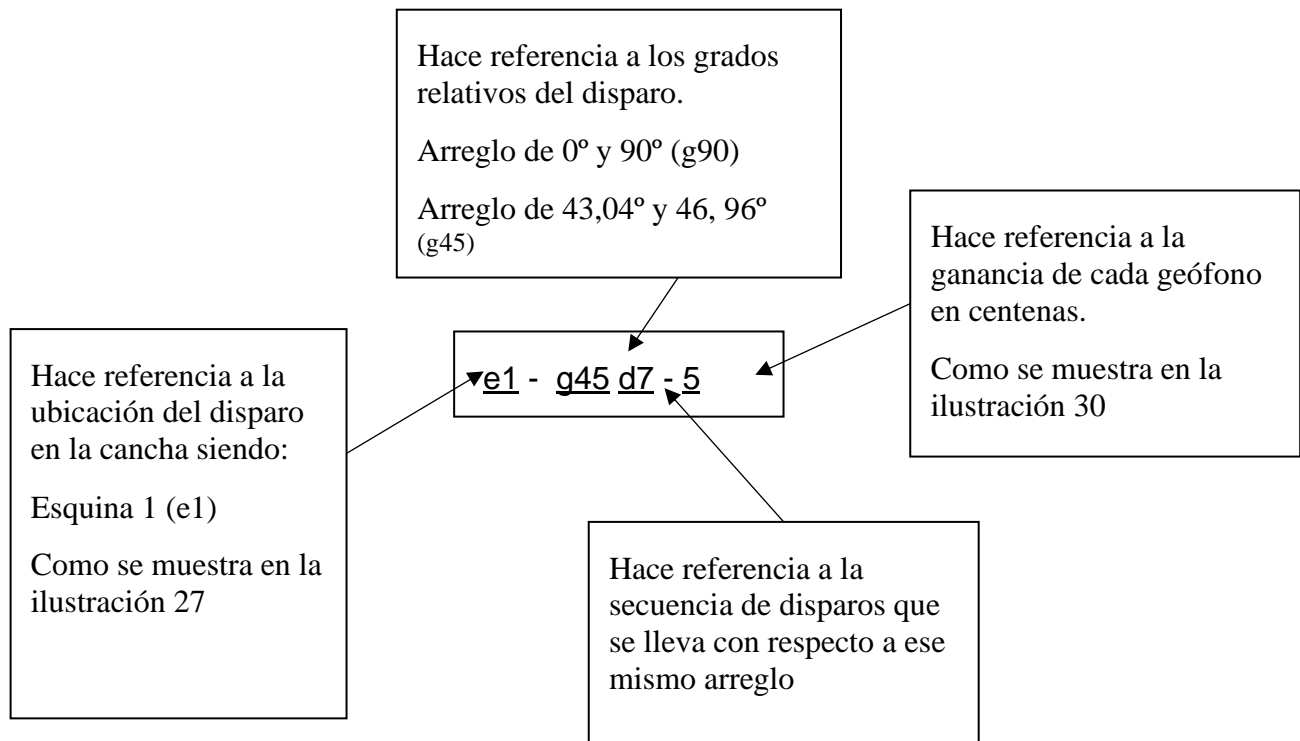 Hace referencia a los grados
relativos del disparo.
Arreglo de 0º y 90º (g90)
Arreglo de 43,04º y 46, 96º
(g45)
Hace referencia a la
ganancia de cada geófono
en centenas.
Como se muestra en la
ilustración 30
e1 - g45 d7 - 5
Hace referencia a la
ubicación del disparo
en la cancha siendo:
Esquina 1 (e1)
Como se muestra en la
ilustración 27
Hace referencia a la
secuencia de disparos que
se lleva con respecto a ese
mismo arreglo